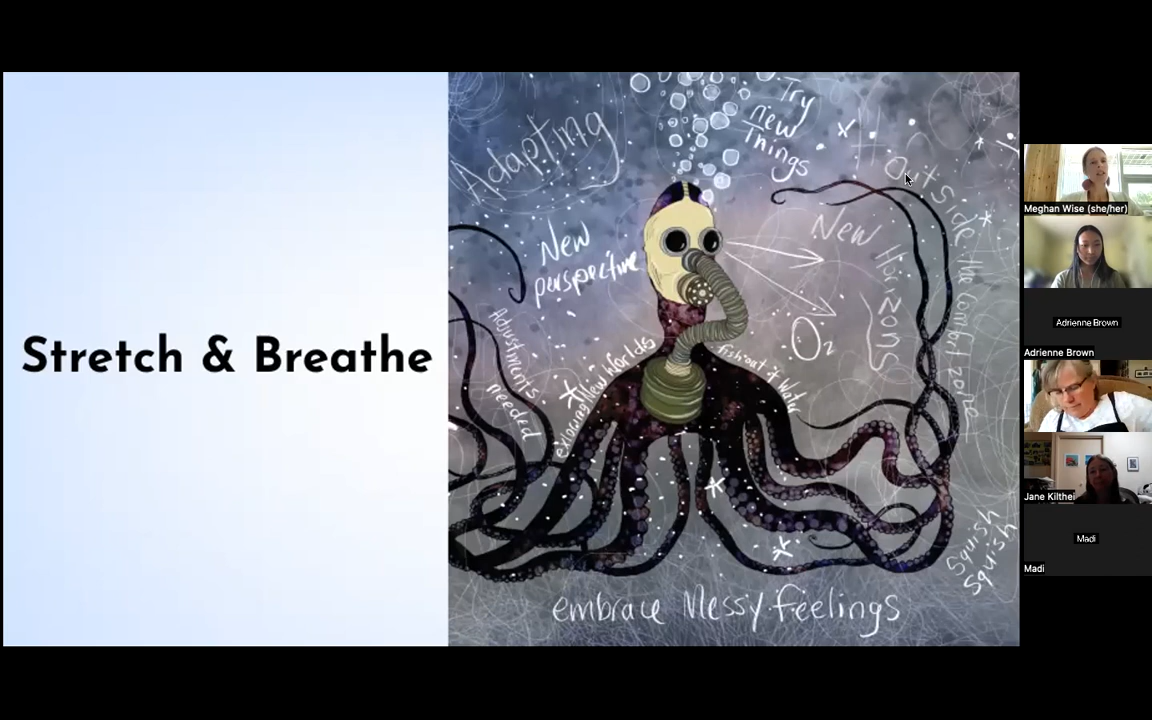 Stretch & Breathe
Adapting
Try
new
Things
New
perspective
New
Horizons
Outside the Comfort zone
O2
Adjustments
needed
exploring New Worlds
fish out of Water
Squish
Squish
embrace Messy feelings
Meghan Wise (she/her)
Adrienne Brown
Adrienne Brown
Jane Kilthei
Madi
Madi